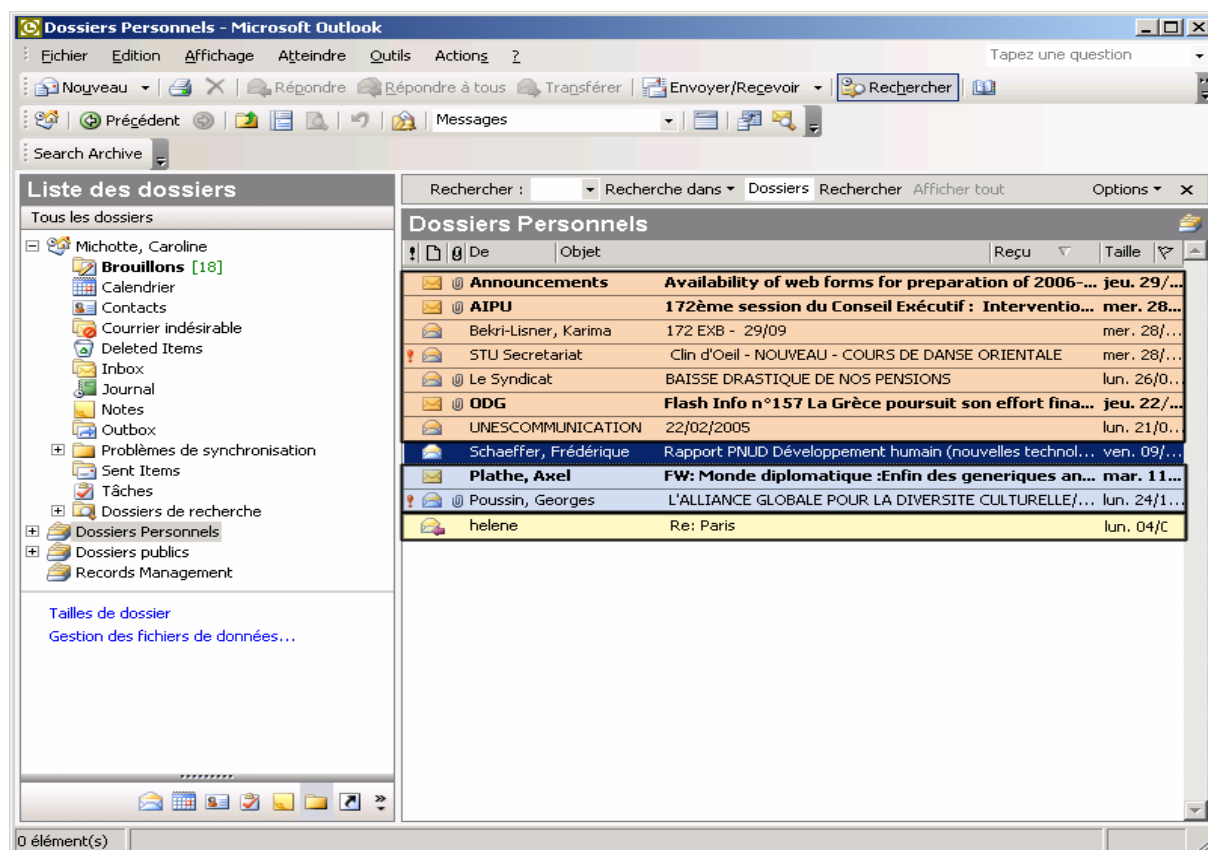 Dossiers Personnels - Microsoft Outlook
Fichier Edition Affichage Atteindre Outils Actions ? Tapez une question
Nouveau Répondre Répondre à tous Transférer Envoyer/Recevoir Rechercher
Précédent Messages
Search Archive
Liste des dossiers
Tous les dossiers
Michotte, Caroline
Brouillons [18]
Calendrier
Contacts
Courrier indésirable
Deleted Items
Inbox
Journal
Notes
Outbox
Problèmes de synchronisation
Sent Items
Tâches
Dossiers de recherche
Dossiers Personnels
Dossiers publics
Records Management
Tailles de dossier
Gestion des fichiers de données...
Rechercher : Recherche dans Dossiers Rechercher Afficher tout Options
Dossiers Personnels
De Objet Reçu Taille
Announcements Availability of web forms for preparation of 2006-... jeu. 29/...
AIPU 172ème session du Conseil Exécutif : Interventio... mer. 28...
Bekri-Lisner, Karima 172 EXB - 29/09 mer. 28/...
STU Secretariat Clin d'Oeil - NOUVEAU - COURS DE DANSE ORIENTALE mer. 28/...
Le Syndicat BAISSE DRASTIQUE DE NOS PENSIONS lun. 26/0...
ODG Flash Info n°157 La Grèce poursuit son effort fina... jeu. 22/...
UNESCOMMUNICATION 22/02/2005 lun. 21/0...
Schaeffer, Frédérique Rapport PNUD Développement humain (nouvelles technol... ven. 09/...
Plathe, Axel FW: Monde diplomatique :Enfin des generiques an... mar. 11...
Poussin, Georges L'ALLIANCE GLOBALE POUR LA DIVERSITE CULTURELLE/... lun. 24/1...
helene Re: Paris lun. 04/
0 élément(s)